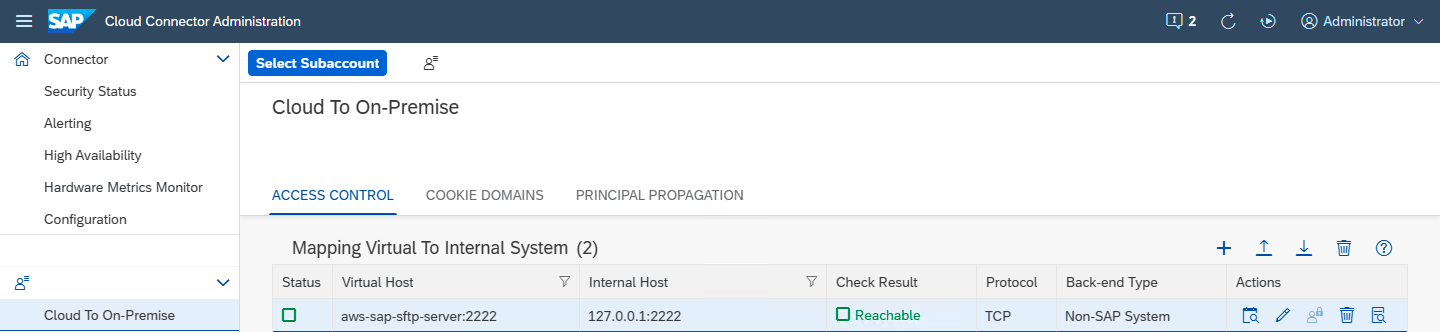 SAP Cloud Connector Administration 2 Administrator
Connector
Security Status
Alerting
High Availability
Hardware Metrics Monitor
Configuration
Cloud To On-Premise
Select Subaccount
Cloud To On-Premise
ACCESS CONTROL COOKIE DOMAINS PRINCIPAL PROPAGATION
Mapping Virtual To Internal System (2)
Status Virtual Host Internal Host Check Result Protocol Back-end Type Actions
aws-sap-sftp-server:2222 127.0.0.1:2222 Reachable TCP Non-SAP System